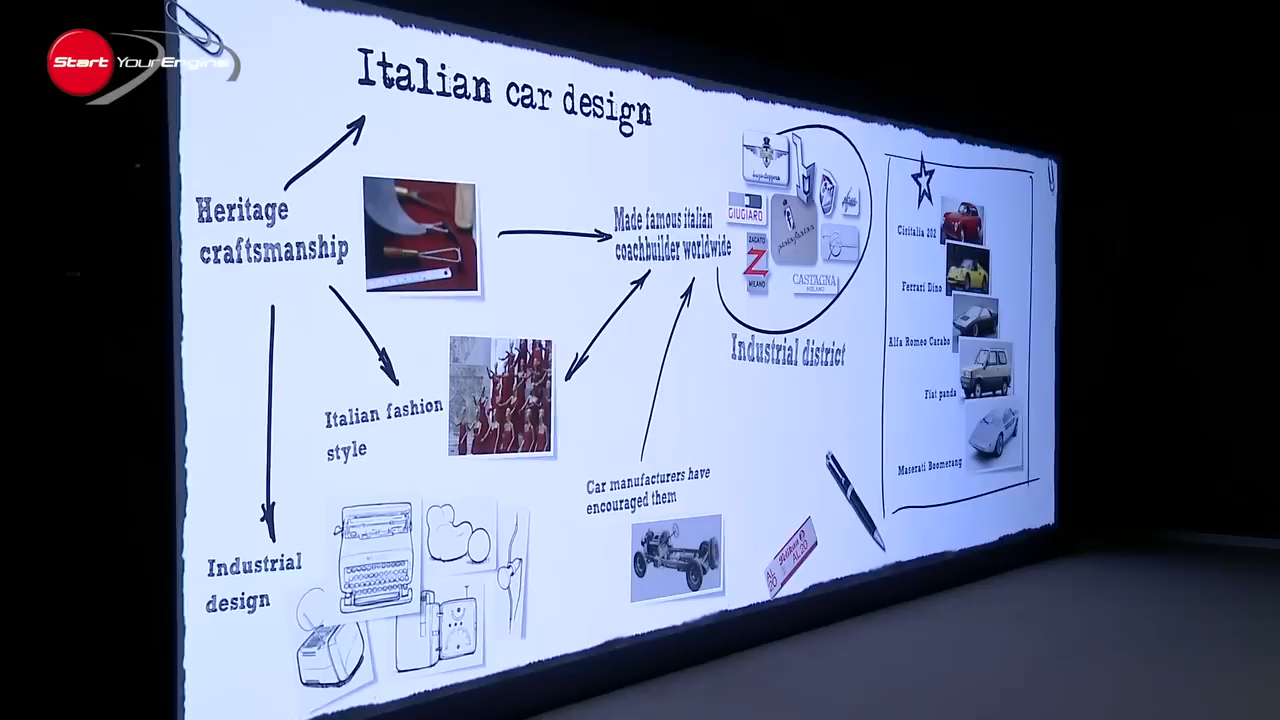 Start Your Engine
Italian car design
Heritage
craftsmanship
Made famous italian
coachbuilder worldwide
GIUGIARO
ZAGATO
MILANO
CASTAGNA
MILANO
Industrial district
Italian fashion
style
Car manufacturers have
encouraged them
Industrial
design
Cisitalia 202
Ferrari Dino
Alfa Romeo Carabo
Fiat panda
Maserati Boomerang
AL20